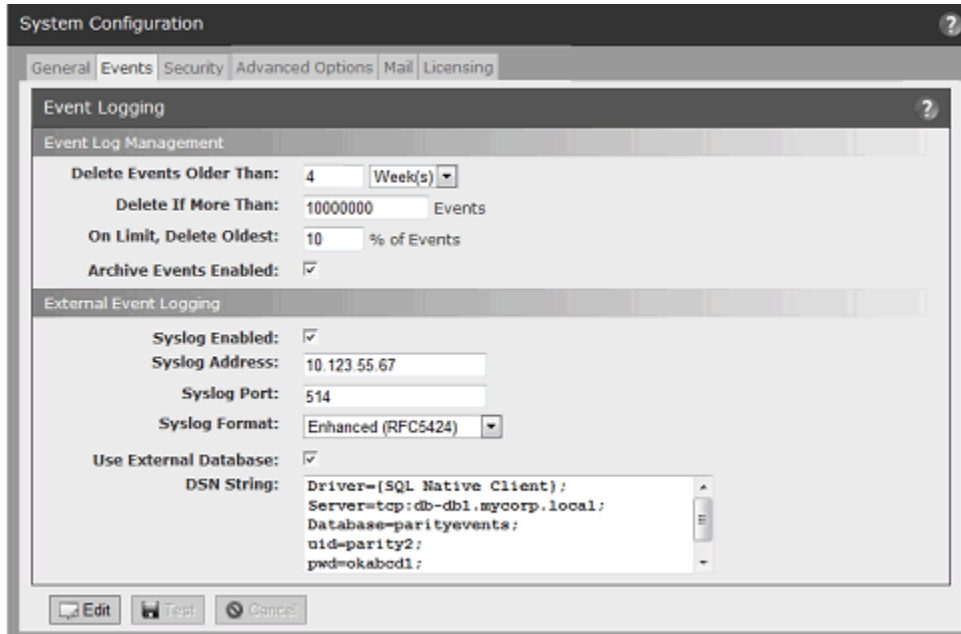 System Configuration
General Events Security Advanced Options Mail Licensing
Event Logging
Event Log Management
Delete Events Older Than: 4 Week(s)
Delete If More Than: 10000000 Events
On Limit, Delete Oldest: 10 % of Events
Archive Events Enabled:
External Event Logging
Syslog Enabled:
Syslog Address: 10.123.55.67
Syslog Port: 514
Syslog Format: Enhanced (RFC5424)
Use External Database:
DSN String: Driver={SQL Native Client};
Server=tcp:db-db1.mycorp.local;
Database=parityevents;
uid=parity2;
pwd=okabcd1;
Edit Test Cancel